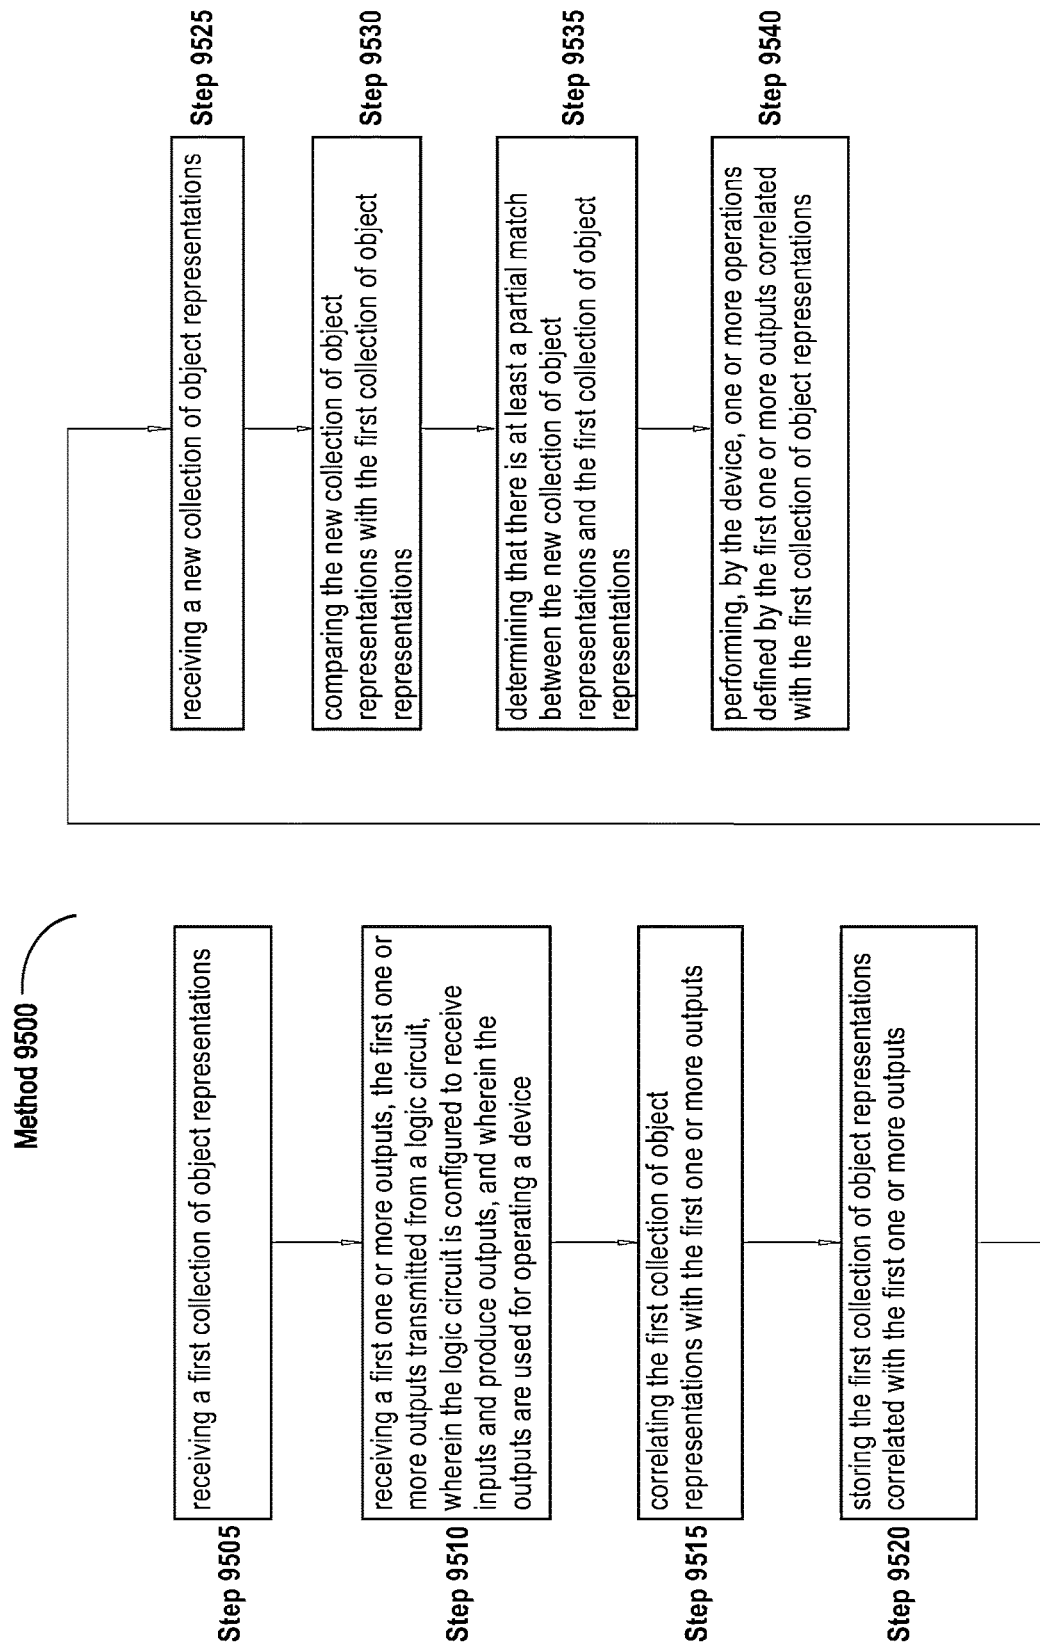 Method 9500
Step 9505
receiving a first collection of object representations
Step 9510
receiving a first one or more outputs, the first one or
more outputs transmitted from a logic circuit,
wherein the logic circuit is configured to receive
inputs and produce outputs, and wherein the
outputs are used for operating a device
Step 9515
correlating the first collection of object
representations with the first one or more outputs
Step 9520
storing the first collection of object representations
correlated with the first one or more outputs
receiving a new collection of object representations
Step 9525
comparing the new collection of object
representations with the first collection of object
representations
Step 9530
determining that there is at least a partial match
between the new collection of object
representations and the first collection of object
representations
Step 9535
performing, by the device, one or more operations
defined by the first one or more outputs correlated
with the first collection of object representations
Step 9540